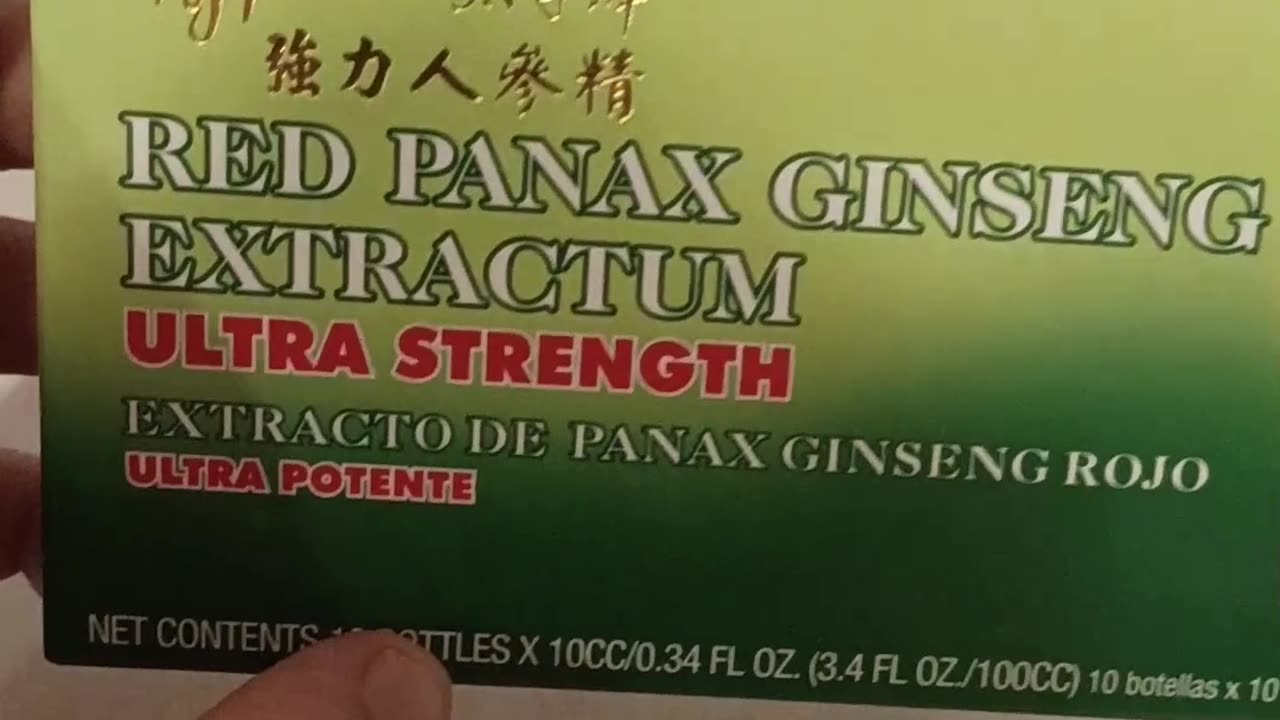 強力人參精
RED PANAX GINSENG
EXTRACTUM
ULTRA STRENGTH
EXTRACTO DE PANAX GINSENG ROJO
ULTRA POTENTE
NET CONTENTS BOTTLES X 10CC/0.34 FL OZ. (3.4 FL OZ./100CC) 10 botellas x 10